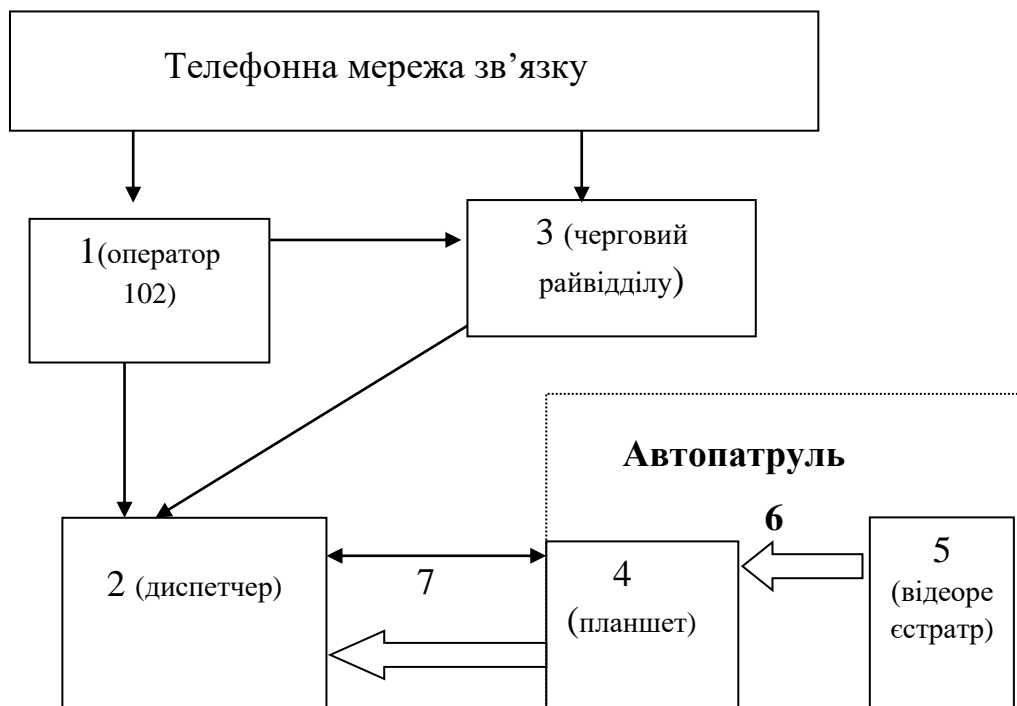 Телефонна мережа зв’язку
1(оператор
102)
3 (черговий
райвідділу)
Автопатруль
6
2 (диспетчер)
7
4
(планшет)
5
(відеоре
єстратр)